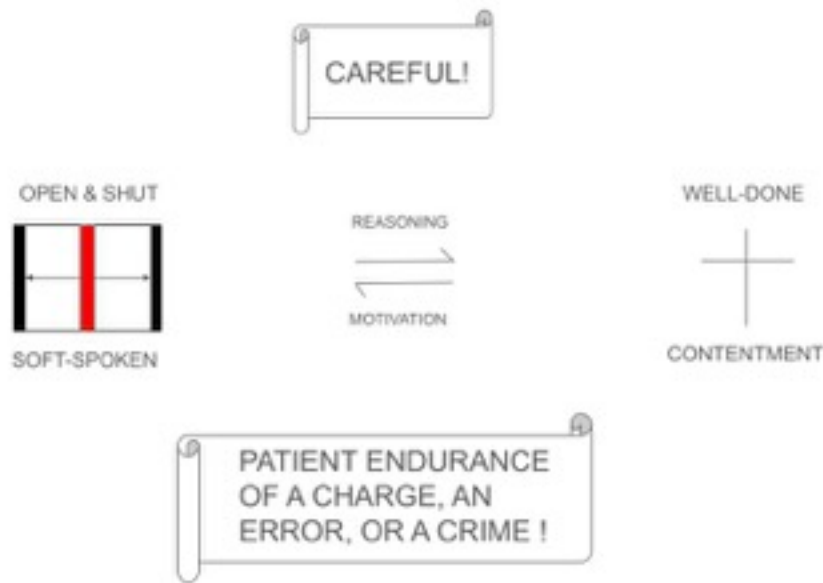 CAREFUL!
OPEN & SHUT
WELL-DONE
REASONING
MOTIVATION
SOFT-SPOKEN
CONTENTMENT
PATIENT ENDURANCE
OF A CHARGE, AN
ERROR, OR A CRIME !